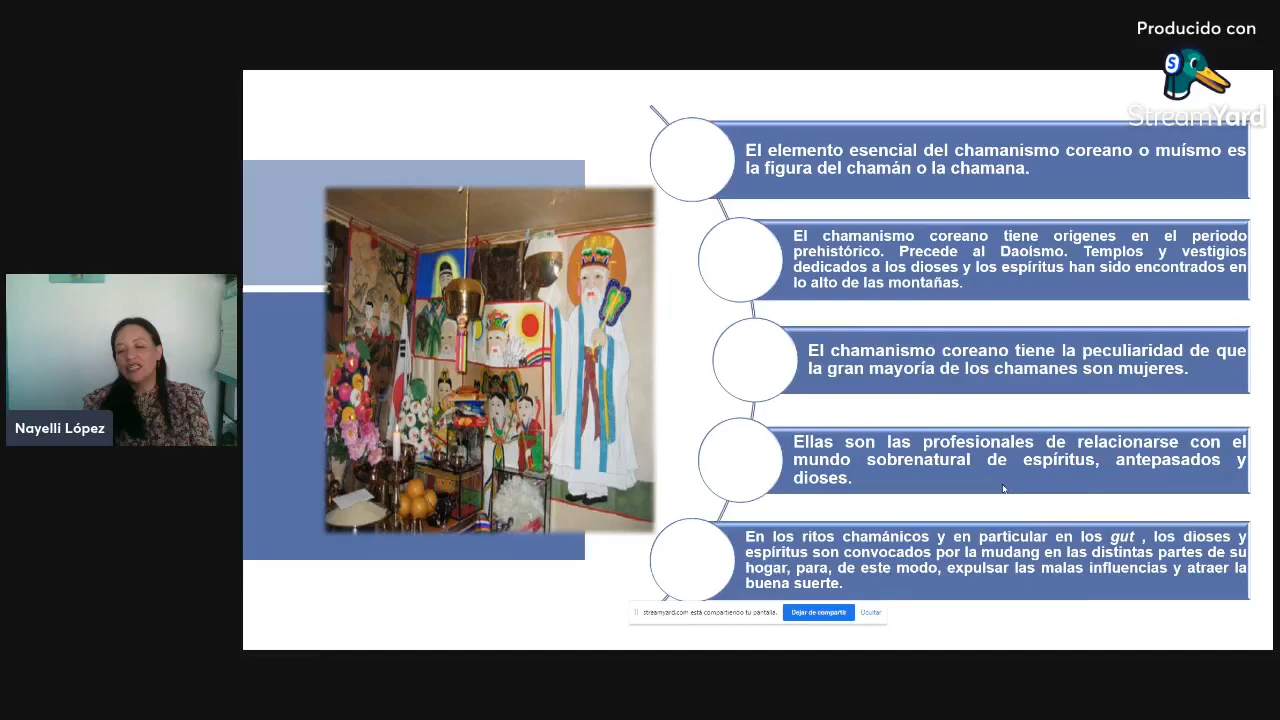 Producido con
StreamYard
El elemento esencial del chamanismo coreano o muísmo es
la figura del chamán o la chamana.
El chamanismo coreano tiene orígenes en el periodo
prehistórico. Precede al Daoísmo. Templos y vestigios
dedicados a los dioses y los espíritus han sido encontrados en
lo alto de las montañas.
El chamanismo coreano tiene la peculiaridad de que
la gran mayoría de los chamanes son mujeres.
Nayelli López
Ellas son las profesionales de relacionarse con el
mundo sobrenatural de espíritus, antepasados y
dioses.
En los ritos chamánicos y en particular en los gut , los dioses y
espíritus son convocados por la mudang en las distintas partes de su
hogar, para, de este modo, expulsar las malas influencias y atraer la
buena suerte.
streamyard.com está compartiendo tu pantalla.
Dejar de compartir
Ocultar